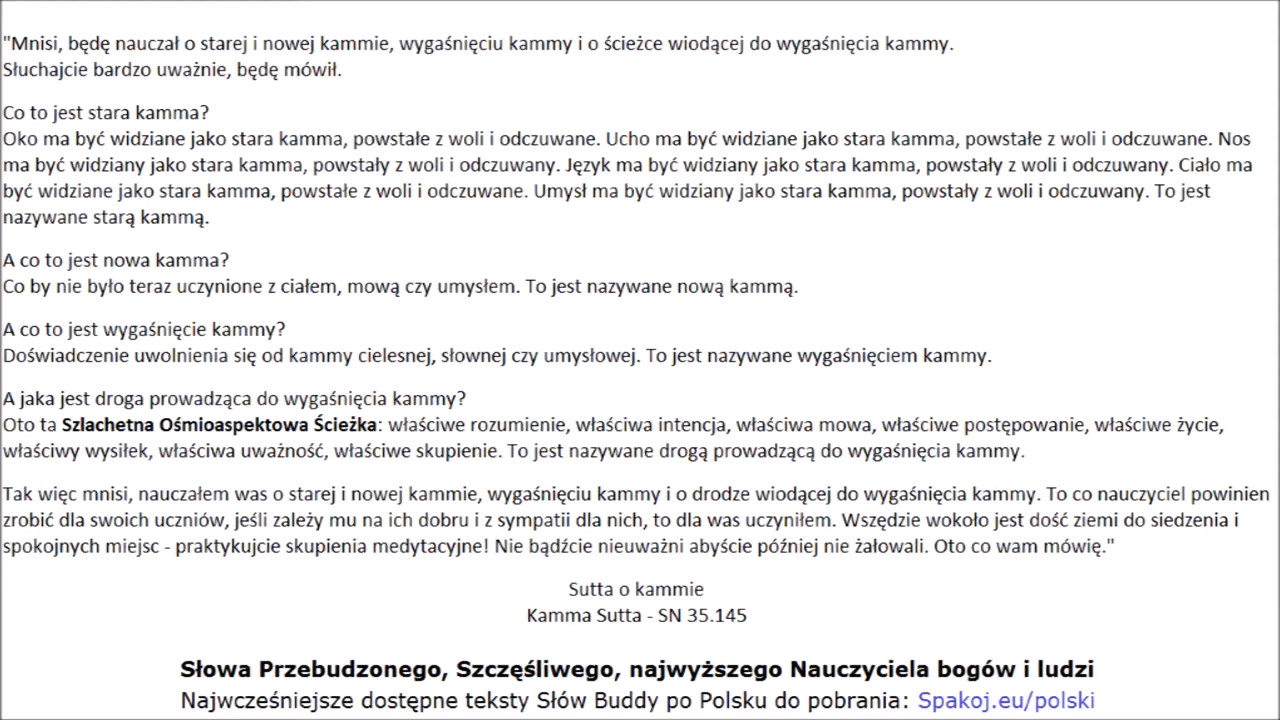 "Mnisi, będę nauczał o starej i nowej kammie, wygaśnięciu kammy i o ścieżce wiodącej do wygaśnięcia kammy.
Słuchajcie bardzo uważnie, będę mówił.
Co to jest stara kamma?
Oko ma być widziane jako stara kamma, powstałe z woli i odczuwane. Ucho ma być widziane jako stara kamma, powstałe z woli i odczuwane. Nos
ma być widziany jako stara kamma, powstały z woli i odczuwany. Język ma być widziany jako stara kamma, powstały z woli i odczuwany. Ciało ma
być widziane jako stara kamma, powstałe z woli i odczuwane. Umysł ma być widziany jako stara kamma, powstały z woli i odczuwany. To jest
nazywane starą kammą.
A co to jest nowa kamma?
Co by nie było teraz uczynione z ciałem, mową czy umysłem. To jest nazywane nową kammą.
A co to jest wygaśnięcie kammy?
Doświadczenie uwolnienia się od kammy cielesnej, słownej czy umysłowej. To jest nazywane wygaśnięciem kammy.
A jaka jest droga prowadząca do wygaśnięcia kammy?
Oto ta Szlachetna Ośmioaspektowa Ścieżka: właściwe rozumienie, właściwa intencja, właściwa mowa, właściwe postępowanie, właściwe życie,
właściwy wysiłek, właściwa uważność, właściwe skupienie. To jest nazywane drogą prowadzącą do wygaśnięcia kammy.
Tak więc mnisi, nauczałem was o starej i nowej kammie, wygaśnięciu kammy i o drodze wiodącej do wygaśnięcia kammy. To co nauczyciel powinien
zrobić dla swoich uczniów, jeśli zależy mu na ich dobru i z sympatii dla nich, to dla was uczyniłem. Wszędzie wokoło jest dość ziemi do siedzenia i
spokojnych miejsc - praktykujcie skupienia medytacyjne! Nie bądźcie nieuważni abyście później nie żałowali. Oto co wam mówię."
Sutta o kammie
Kamma Sutta - SN 35.145
Słowa Przebudzonego, Szczęśliwego, najwyższego Nauczyciela bogów i ludzi
Najwcześniejsze dostępne teksty Słów Buddy po Polsku do pobrania: Spakoj.eu/polski